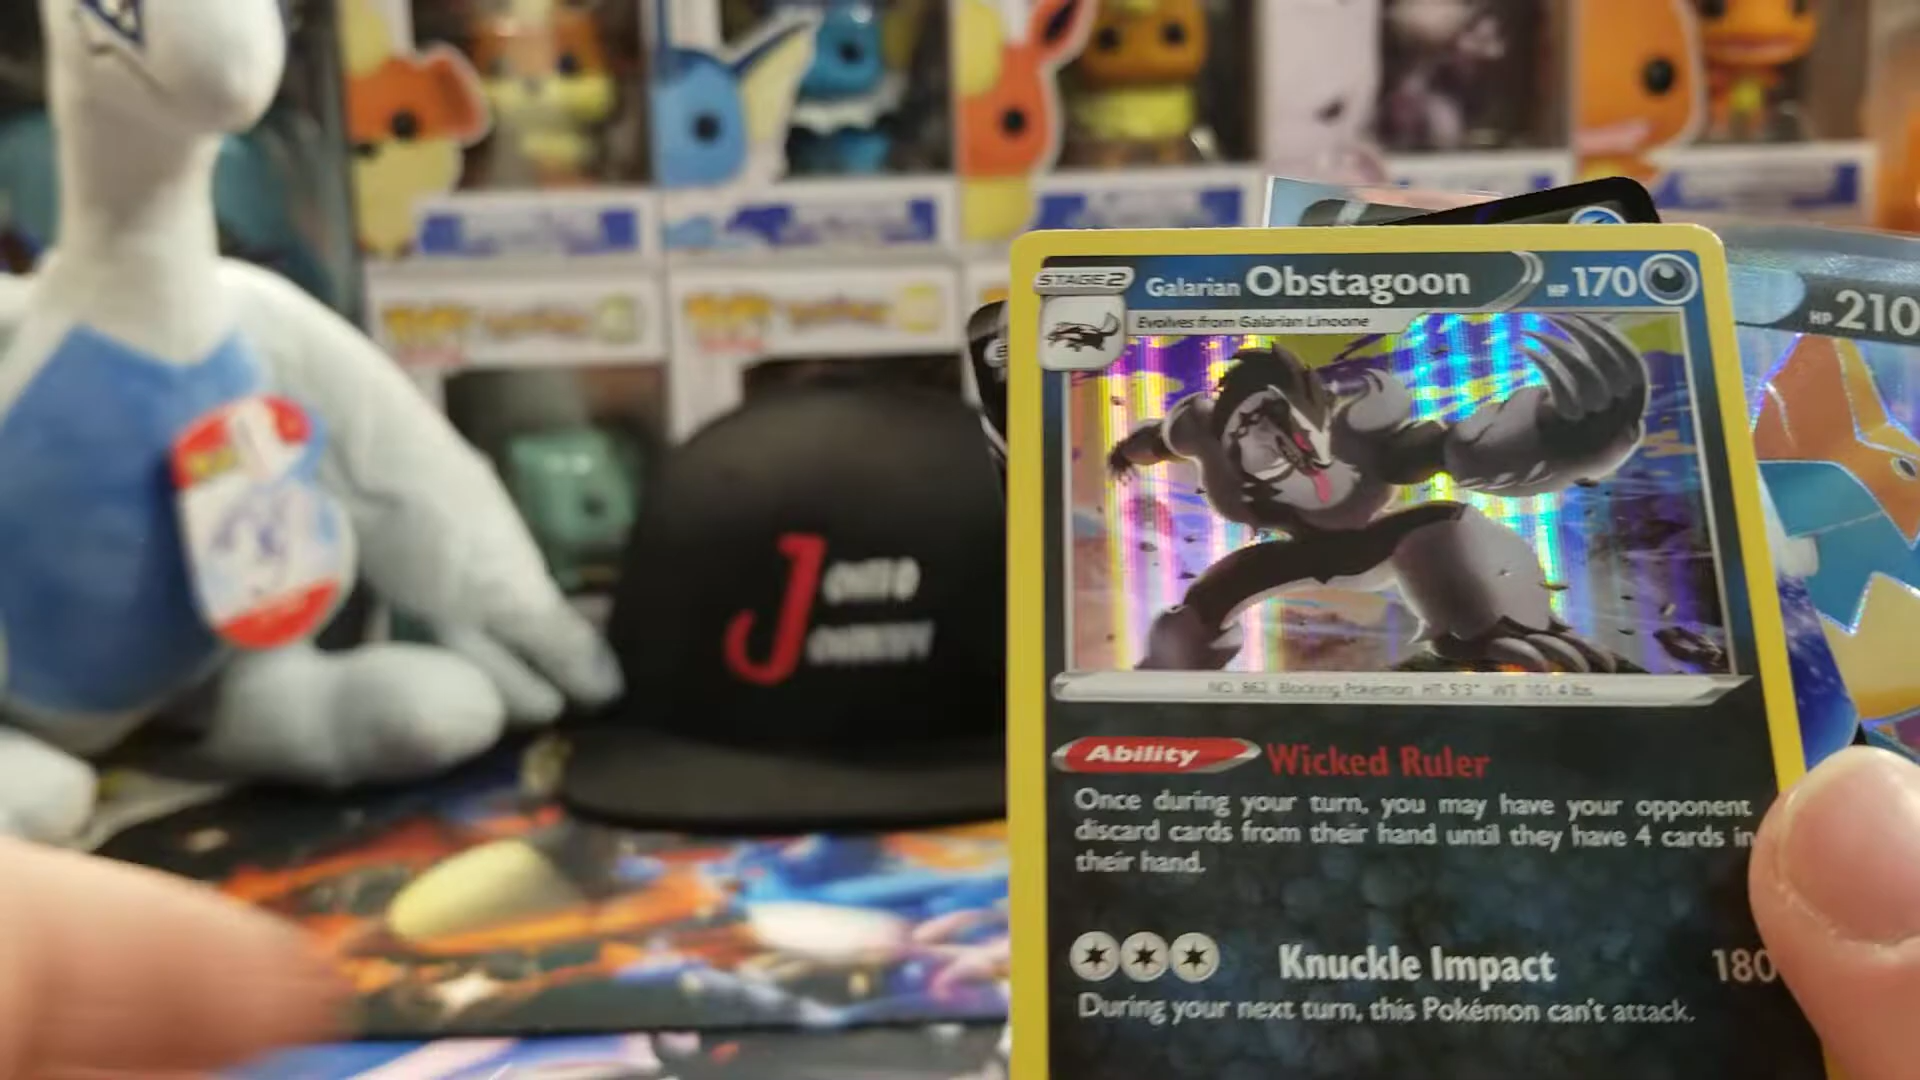 STAGE 2 Galarian Obstagoon HP 170
Evolves from Galarian Linoone
HP 210
NO. 862 Blocking Pokémon HT: 5'3" WT: 101.4 lbs.
Ability Wicked Ruler
Once during your turn, you may have your opponent
discard cards from their hand until they have 4 cards in
their hand.
Knuckle Impact 180
During your next turn, this Pokémon can't attack.